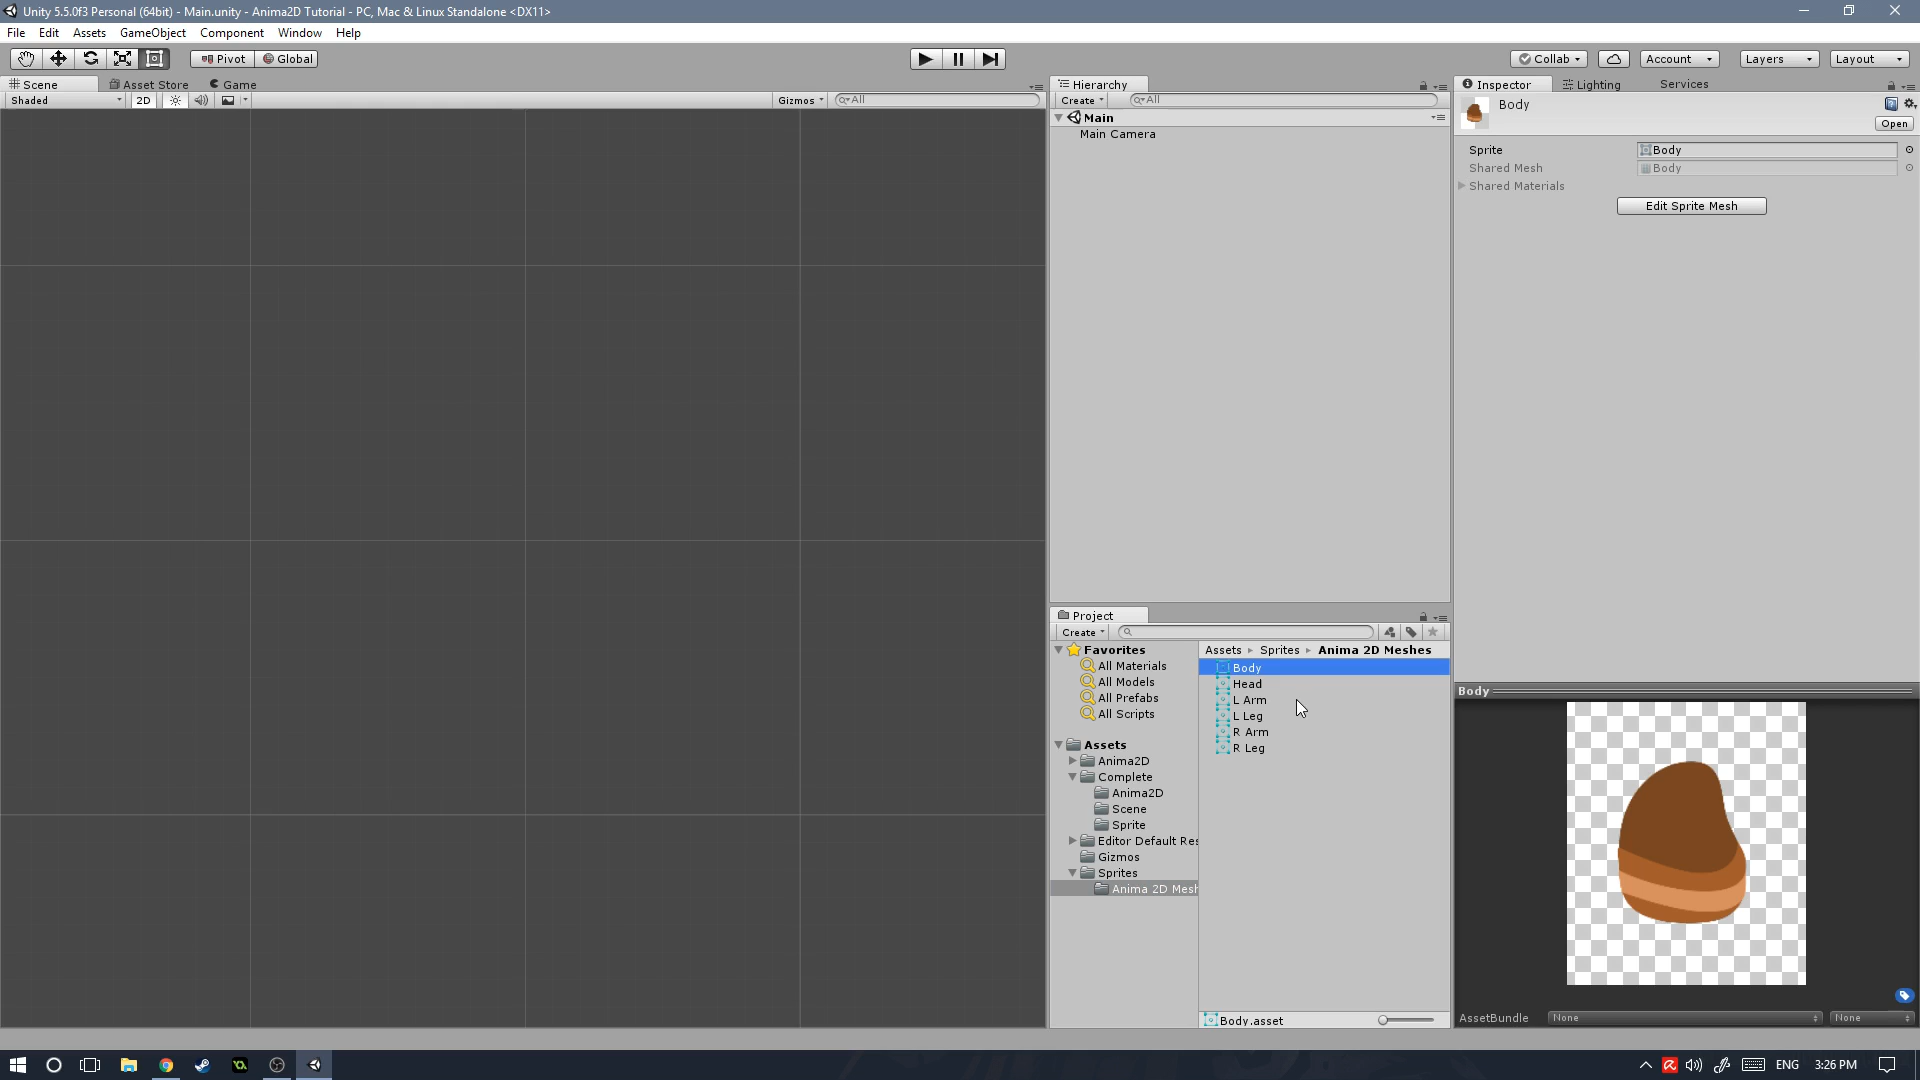 Unity 5.5.0f3 Personal (64bit) - Main.unity - Anima2D Tutorial - PC, Mac & Linux Standalone <DX11>
File Edit Assets GameObject Component Window Help
Pivot Global Collab Account Layers Layout
Scene Asset Store Game
Shaded 2D Gizmos All
Hierarchy
Create All
Main
Main Camera
Inspector Lighting Services
Body
Open
Sprite Body
Shared Mesh Body
Shared Materials
Edit Sprite Mesh
Project
Create
Favorites
All Materials
All Models
All Prefabs
All Scripts
Assets
Anima2D
Complete
Anima2D
Scene
Sprite
Editor Default Res
Gizmos
Sprites
Anima 2D Mesh
Assets Sprites Anima 2D Meshes
Body
Head
L Arm
L Leg
R Arm
R Leg
Body.asset
Body
AssetBundle None None
ENG 3:26 PM